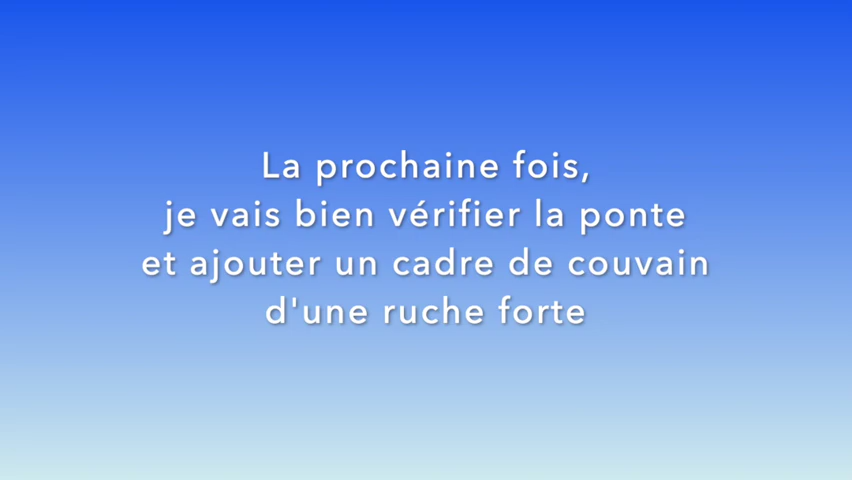 La prochaine fois,
je vais bien vérifier la ponte
et ajouter un cadre de couvain
d'une ruche forte